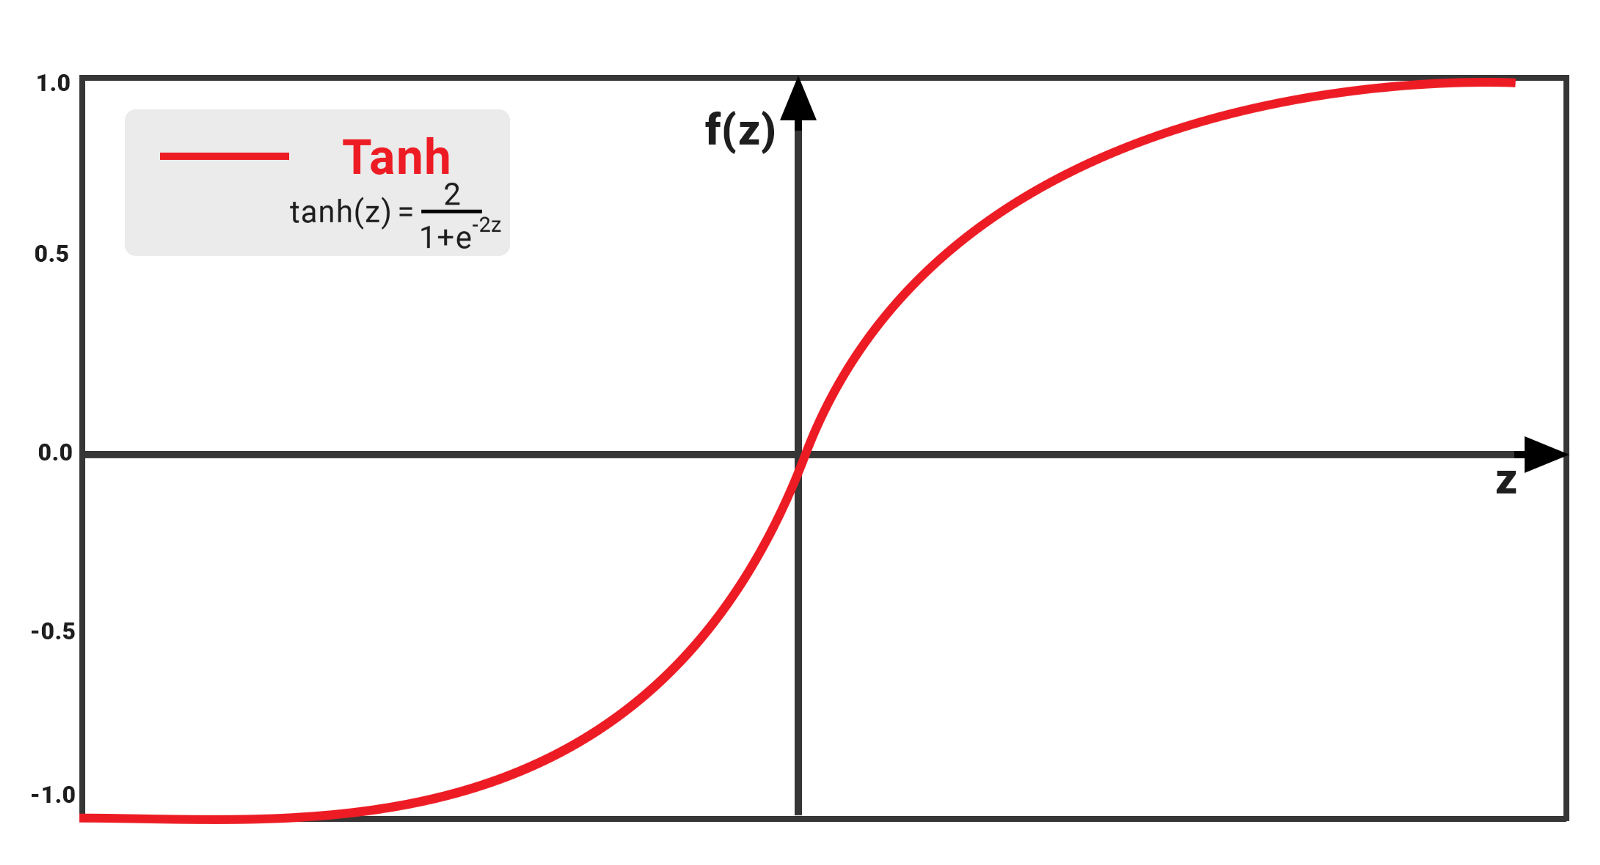 1.0
f(z)
Tanh
tanh(z) = 2/1+e^-2z
0.5
0.0
z
-0.5
-1.0